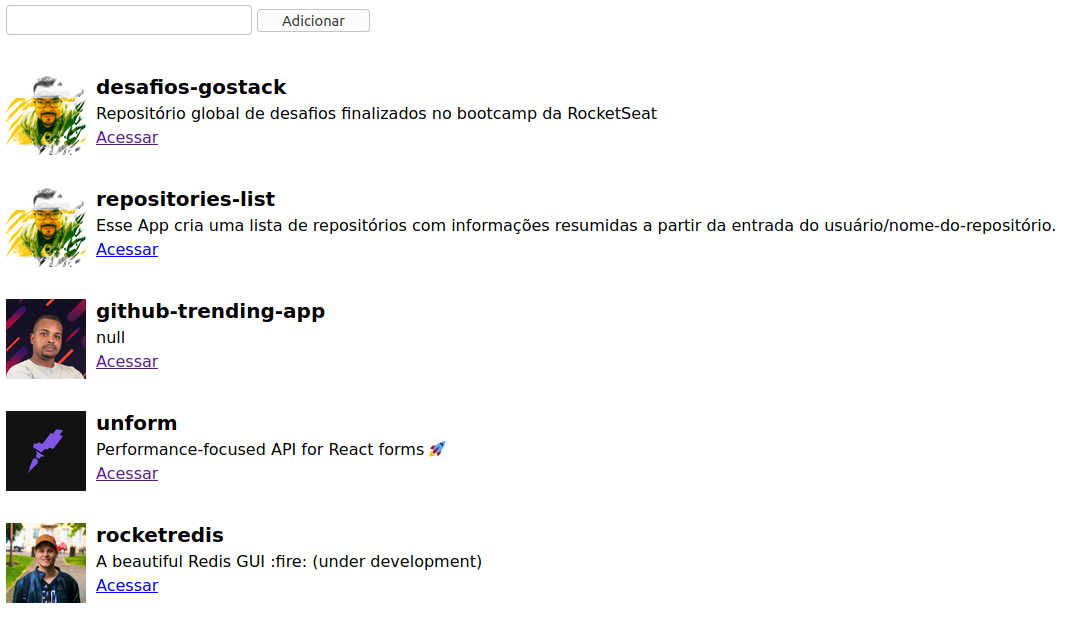 Adicionar
desafios-gostack
Repositório global de desafios finalizados no bootcamp da RocketSeat
Acessar
repositories-list
Esse App cria uma lista de repositórios com informações resumidas a partir da entrada do usuário/nome-do-repositório.
Acessar
github-trending-app
null
Acessar
unform
Performance-focused API for React forms 🚀
Acessar
rocketredis
A beautiful Redis GUI :fire: (under development)
Acessar